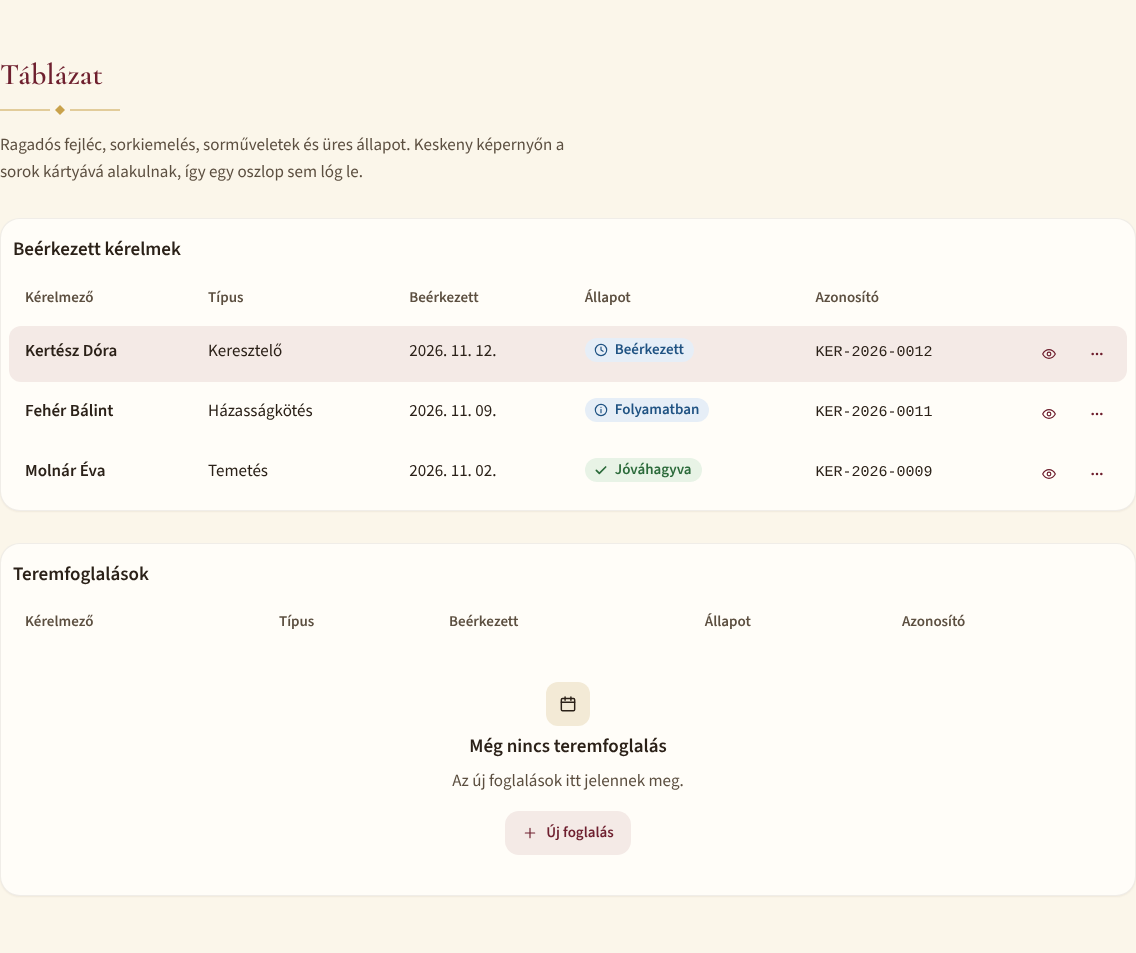 Táblázat
Ragadós fejléc, sorkiemelés, sorműveletek és üres állapot. Keskeny képernyőn a
sorok kártyává alakulnak, így egy oszlop sem lóg le.
Beérkezett kérelmek
Kérelmező Típus Beérkezett Állapot Azonosító
Kertész Dóra Keresztelő 2026. 11. 12. Beérkezett KER-2026-0012
Fehér Bálint Házasságkötés 2026. 11. 09. Folyamatban KER-2026-0011
Molnár Éva Temetés 2026. 11. 02. Jóváhagyva KER-2026-0009
Teremfoglalások
Kérelmező Típus Beérkezett Állapot Azonosító
Még nincs teremfoglalás
Az új foglalások itt jelennek meg.
Új foglalás